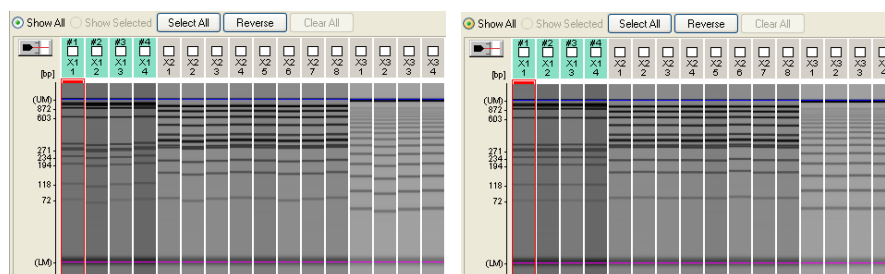 Show All Show Selected Select All Reverse Clear All
#1 #2 #3 #4
X1 X1 X1 X1 X2 X2 X2 X2 X2 X2 X2 X2 X3 X3 X3 X3
[bp] 1 2 3 4 1 2 3 4 5 6 7 8 1 2 3 4
(UM)
872
603
271
234
194
118
72
(LM)
Show All Show Selected Select All Reverse Clear All
#1 #2 #3 #4
X1 X1 X1 X1 X2 X2 X2 X2 X2 X2 X2 X2 X3 X3 X3 X3
[bp] 1 2 3 4 1 2 3 4 5 6 7 8 1 2 3 4
(UM)
872
603
271
234
194
118
72
(LM)